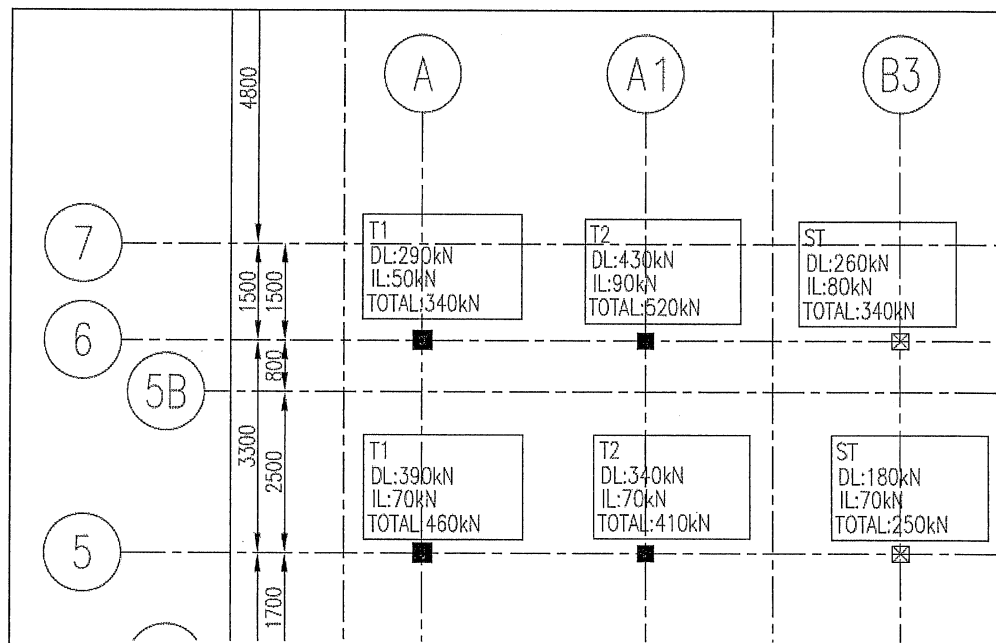 A
A1
B3
4800
7
T1
DL:290kN
IL:50kN
TOTAL:340kN
T2
DL:430kN
IL:90kN
TOTAL:520kN
ST
DL:260kN
IL:80kN
TOTAL:340kN
1500
1500
6
800
5B
3300
2500
T1
DL:390kN
IL:70kN
TOTAL:460kN
T2
DL:340kN
IL:70kN
TOTAL:410kN
ST
DL:180kN
IL:70kN
TOTAL:250kN
5
1700